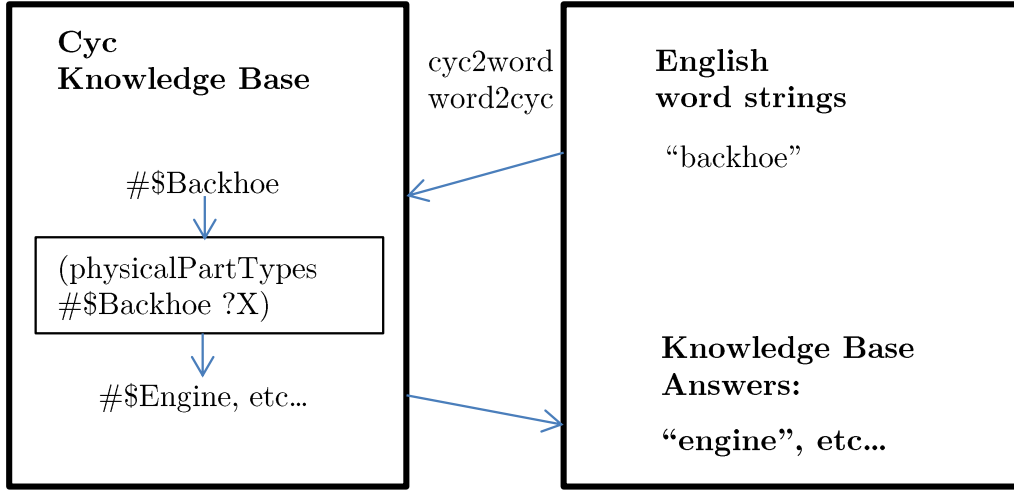 Cyc
Knowledge Base
#$Backhoe
(physicalPartTypes
#$Backhoe ?X)
#$Engine, etc…
cyc2word
word2cyc
English
word strings
“backhoe”
Knowledge Base
Answers:
“engine”, etc…